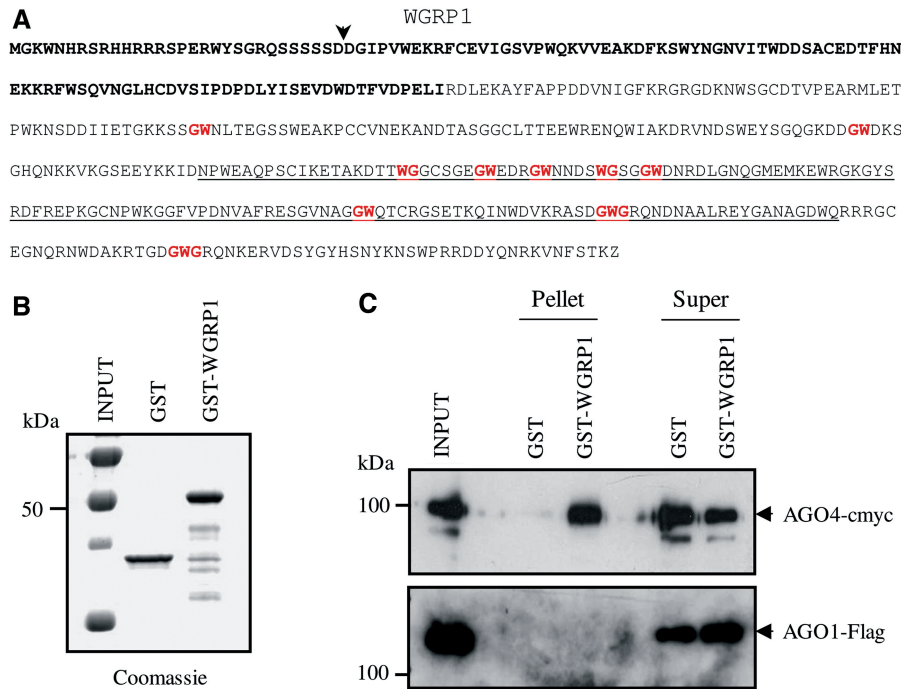 A
WGRP1
MGKWNHRSRHHRRRSPERWYSGRQSSSSSSDDGIPVWEKRFCEVIGSVPWQKVVEAKDFKSWYNGNVITWDDSACEDTFHN
EKKRFWSQVNGLHCDVSIPDPDLYISEVDWDTFVDPELIRDLEKAYFAPPDDVNIGFKRGRGDKNWSGCDTVPEARMLET
PWKNSDDIIETGKKSSGWNLTEGSSWEAKPCCVNEKANDTASGGCLTTEEWRENQWIAKDRVNDSWEYSGQGKDDGWDKS
GHQNKKVKGSEEYKKIDNPWEAQPSCIKETAKDTTWGGCSGEGWEDRGWNNDSWGSGGWDNRDLGNQGMEMKEWRGKGYS
RDFREPKGCNPWKGGFVPDNVAFRESGVNAGGWQTCRGSETKQINWDVKRASDGWGRQNDNAALREYGANAGDWQRRRGC
EGNQRNWDAKRTGDGWGRQNKERVDSYGYHSNYKNSWPRRDDYQNRKVNFSTKZ
B
kDa
INPUT
GST
GST-WGRP1
50
Coomassie
C
Pellet
Super
kDa
INPUT
GST
GST-WGRP1
GST
GST-WGRP1
100
AGO4-cmyc
AGO1-Flag
100